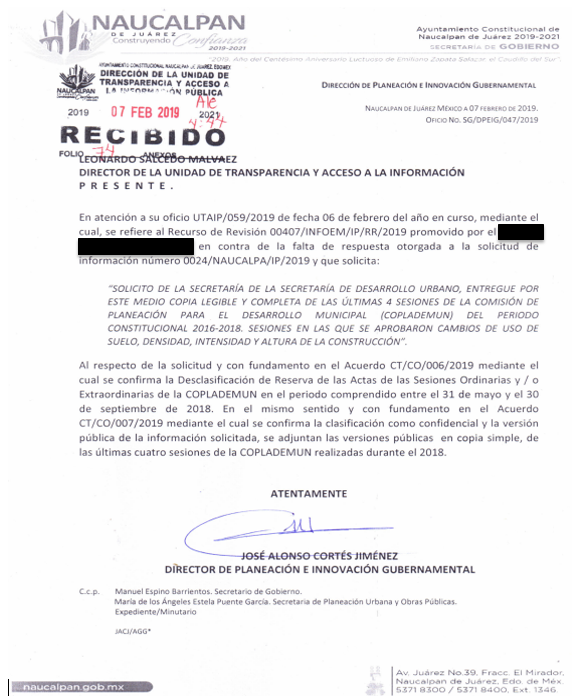 NAUCALPAN
DE JUÁREZ
Construyendo Confianza
2019-2021
Ayuntamiento Constitucional de
Naucalpan de Juárez 2019-2021
SECRETARÍA DE GOBIERNO
"2019. Año del Centésimo Aniversario Luctuoso de Emiliano Zapata Salazar, el Caudillo del Sur".
AYUNTAMIENTO CONSTITUCIONAL NAUCALPAN DE JUÁREZ, EDOMEX
DIRECCIÓN DE LA UNIDAD DE
TRANSPARENCIA Y ACCESO A
LA INFORMACIÓN PÚBLICA
NAUCALPAN
2019
07 FEB 2019
2021
Ale
4:44
RECIBIDO
FOLIO 74 ANEXOS
DIRECCIÓN DE PLANEACIÓN E INNOVACIÓN GUBERNAMENTAL
NAUCALPAN DE JUÁREZ MÉXICO A 07 FEBRERO DE 2019.
OFICIO NO. SG/DPEIG/047/2019
LEONARDO SALCEDO MALVAEZ
DIRECTOR DE LA UNIDAD DE TRANSPARENCIA Y ACCESO A LA INFORMACIÓN
P R E S E N T E .
En atención a su oficio UTAIP/059/2019 de fecha 06 de febrero del año en curso, mediante el
cual, se refiere al Recurso de Revisión 00407/INFOEM/IP/RR/2019 promovido por el
en contra de la falta de respuesta otorgada a la solicitud de
información número 0024/NAUCALPA/IP/2019 y que solicita:
"SOLICITO DE LA SECRETARÍA DE LA SECRETARÍA DE DESARROLLO URBANO, ENTREGUE POR
ESTE MEDIO COPIA LEGIBLE Y COMPLETA DE LAS ÚLTIMAS 4 SESIONES DE LA COMISIÓN DE
PLANEACIÓN PARA EL DESARROLLO MUNICIPAL (COPLADEMUN) DEL PERIODO
CONSTITUCIONAL 2016-2018. SESIONES EN LAS QUE SE APROBARON CAMBIOS DE USO DE
SUELO, DENSIDAD, INTENSIDAD Y ALTURA DE LA CONSTRUCCIÓN".
Al respecto de la solicitud y con fundamento en el Acuerdo CT/CO/006/2019 mediante el
cual se confirma la Desclasificación de Reserva de las Actas de las Sesiones Ordinarias y / o
Extraordinarias de la COPLADEMUN en el periodo comprendido entre el 31 de mayo y el 30
de septiembre de 2018. En el mismo sentido y con fundamento en el Acuerdo
CT/CO/007/2019 mediante el cual se confirma la clasificación como confidencial y la versión
pública de la información solicitada, se adjuntan las versiones públicas en copia simple, de
las últimas cuatro sesiones de la COPLADEMUN realizadas durante el 2018.
ATENTAMENTE
JOSÉ ALONSO CORTÉS JIMÉNEZ
DIRECTOR DE PLANEACIÓN E INNOVACIÓN GUBERNAMENTAL
C.c.p. Manuel Espino Barrientos. Secretario de Gobierno.
María de los Ángeles Estela Puente García. Secretaria de Planeación Urbana y Obras Públicas.
Expediente/Minutario
JACJ/AGG*
naucalpan.gob.mx
Av. Juárez No.39, Fracc. El Mirador,
Naucalpan de Juárez, Edo. de Méx.
5371 8300 / 5371 8400, Ext. 1346